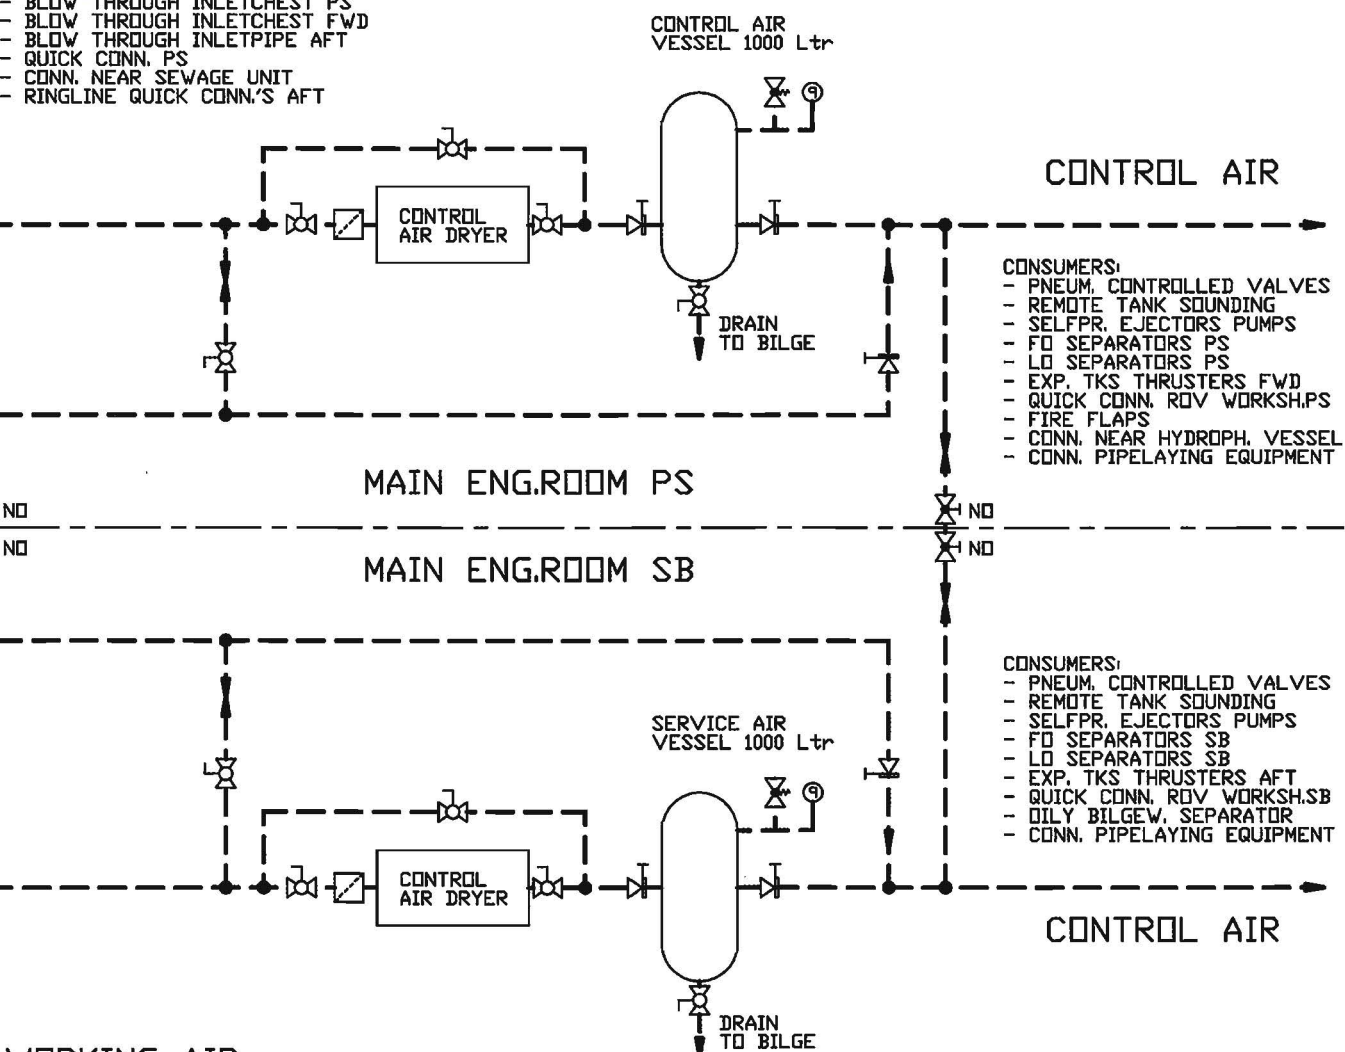 - BLOW THROUGH INLETCHEST PS
- BLOW THROUGH INLETCHEST FWD
- BLOW THROUGH INLETPIPE AFT
- QUICK CONN. PS
- CONN. NEAR SEWAGE UNIT
- RINGLINE QUICK CONN.'S AFT
CONTROL AIR
VESSEL 1000 Ltr
CONTROL AIR
CONTROL
AIR DRYER
DRAIN
TO BILGE
CONSUMERS:
- PNEUM. CONTROLLED VALVES
- REMOTE TANK SOUNDING
- SELFPR. EJECTORS PUMPS
- FO SEPARATORS PS
- LO SEPARATORS PS
- EXP. TKS THRUSTERS FWD
- QUICK CONN. ROV WORKSH.PS
- FIRE FLAPS
- CONN. NEAR HYDROPH. VESSEL
- CONN. PIPELAYING EQUIPMENT
MAIN ENG.ROOM PS
NO
NO
NO
NO
MAIN ENG.ROOM SB
SERVICE AIR
VESSEL 1000 Ltr
CONSUMERS:
- PNEUM. CONTROLLED VALVES
- REMOTE TANK SOUNDING
- SELFPR. EJECTORS PUMPS
- FO SEPARATORS SB
- LO SEPARATORS SB
- EXP. TKS THRUSTERS AFT
- QUICK CONN. ROV WORKSH.SB
- OILY BILGEW. SEPARATOR
- CONN. PIPELAYING EQUIPMENT
CONTROL
AIR DRYER
CONTROL AIR
DRAIN
TO BILGE
WORKING AIR